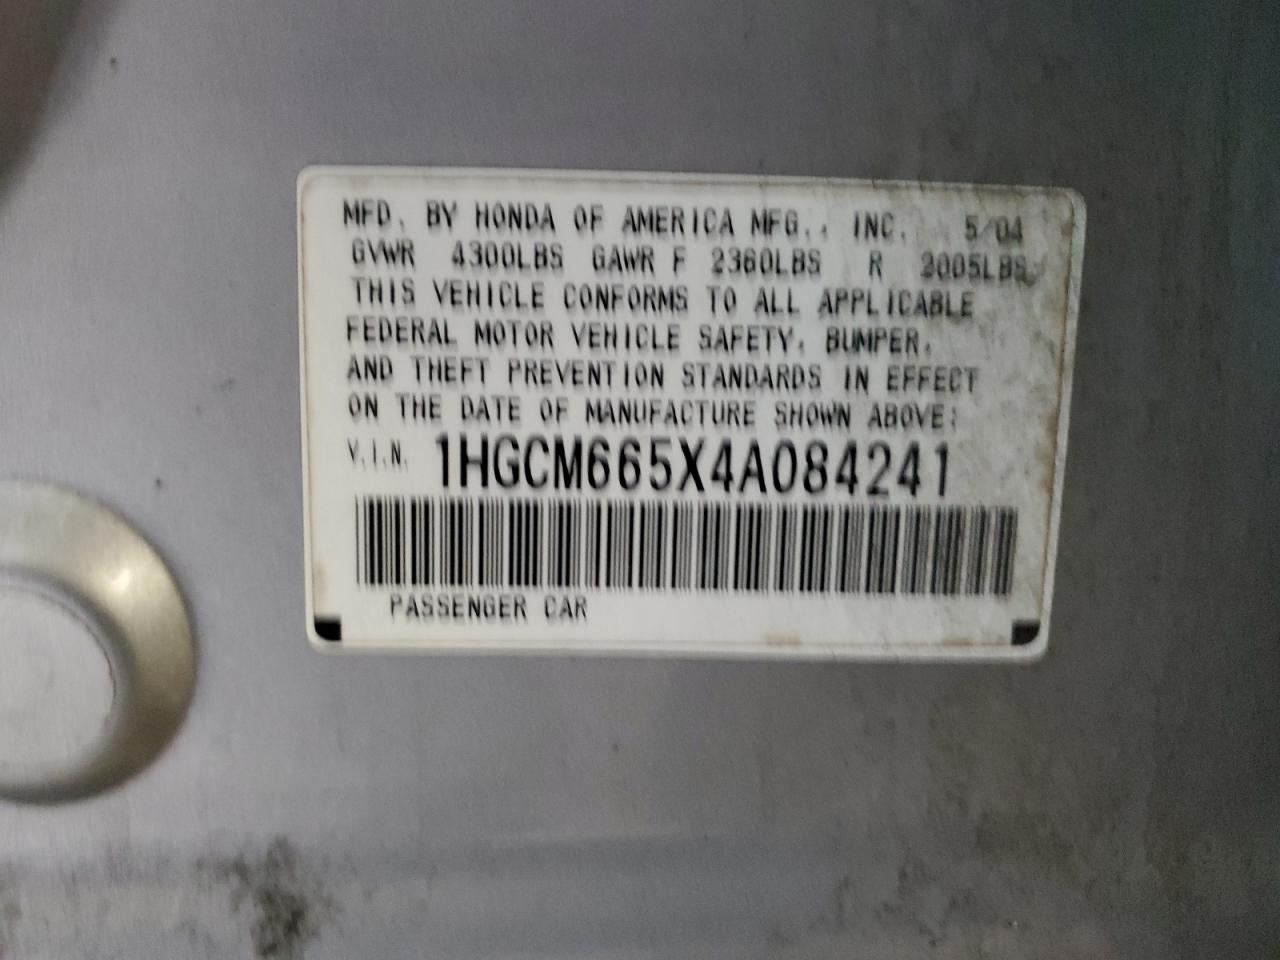 MFD. BY HONDA OF AMERICA MFG., INC. 5/04
GVWR 4300LBS GAWR F 2360LBS R 2005LBS
THIS VEHICLE CONFORMS TO ALL APPLICABLE
FEDERAL MOTOR VEHICLE SAFETY, BUMPER,
AND THEFT PREVENTION STANDARDS IN EFFECT
ON THE DATE OF MANUFACTURE SHOWN ABOVE:
V.I.N. 1HGCM665X4A084241
PASSENGER CAR